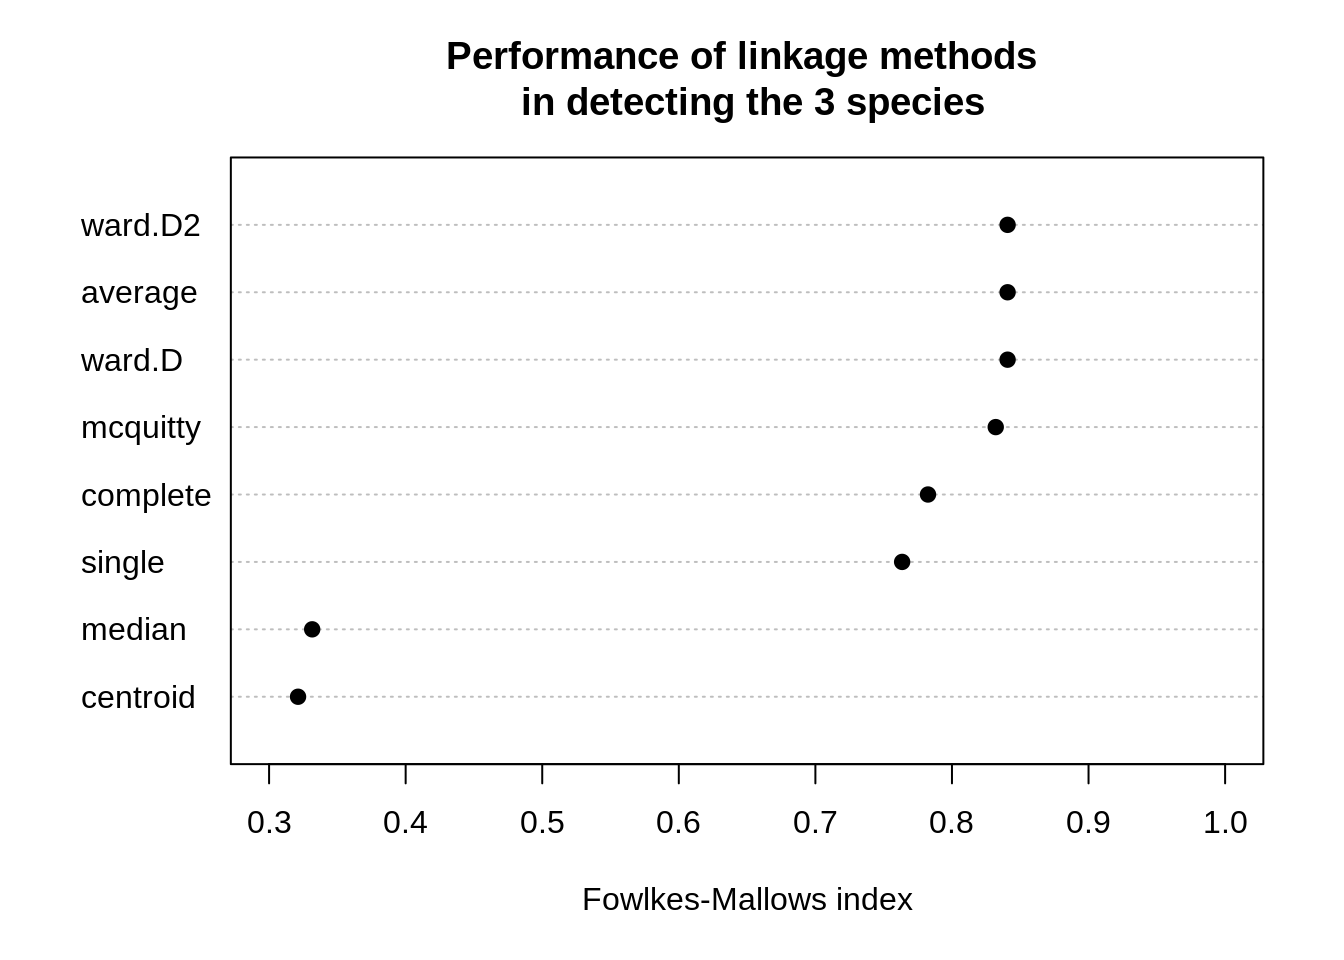 Performance of linkage methods
in detecting the 3 species
ward.D2
average
ward.D
mcquitty
complete
single
median
centroid
0.3 0.4 0.5 0.6 0.7 0.8 0.9 1.0
Fowlkes-Mallows index